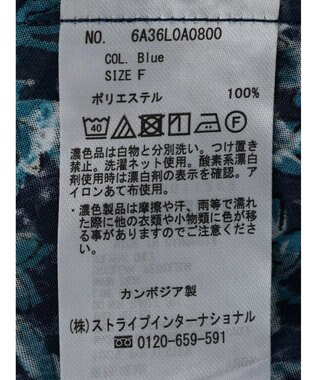 NO. 6A36L0A0800
COL. Blue
SIZE F
ポリエステル 100%
40 F
濃色品は白物と分別洗い。つけ置き
禁止。洗濯ネット使用。酸素系漂白
剤使用時は漂白剤の表示を確認。ア
イロンあて布使用。
・濃色製品は摩擦や汗、雨等で濡れ
た際に他の衣類や小物類に色が移
る事がありますのでご注意下さい
。
カンボジア製
(株)ストライプインターナショナル
0120-659-591